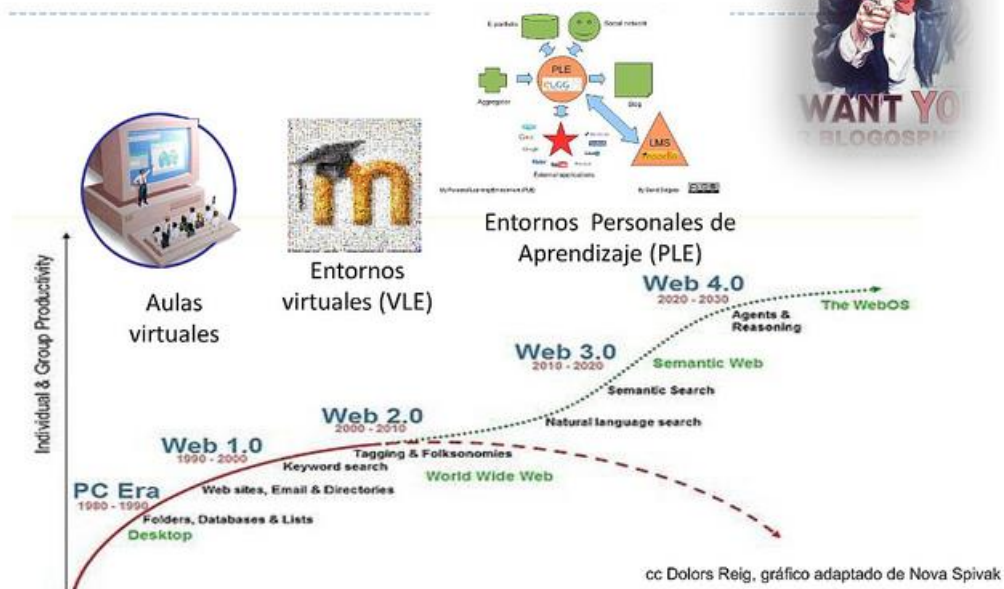 WANT YO
BLOGOSPH
E-portfolio
Social network
PLE
eLGG
Aggregator
Blog
LMS
moodle
External applications
Entornos Personales de
Aprendizaje (PLE)
Entornos
virtuales (VLE)
Aulas
virtuales
Individual & Group Productivity
Web 4.0
2020 - 2030
Agents &
Reasoning
The WebOS
Web 3.0
2010 - 2020
Semantic Web
Semantic Search
Natural language search
Web 2.0
2000 - 2010
Tagging & Folksonomies
World Wide Web
Web 1.0
1990 - 2000
Keyword search
Web sites, Email & Directories
PC Era
1980 - 1990
Folders, Databases & Lists
Desktop
cc Dolors Reig, gráfico adaptado de Nova Spivak